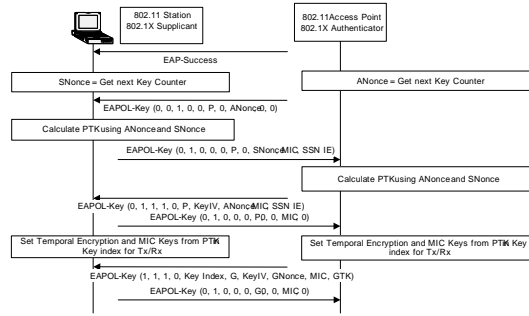 802.11 Station
802.1X Supplicant
802.11Access Point
802.1X Authenticator
EAP-Success
SNonce = Get next Key Counter
ANonce = Get next Key Counter
EAPOL-Key (0, 0, 1, 0, 0, P, 0, ANonce, 0, 0)
Calculate PTK using ANonce and SNonce
EAPOL-Key (0, 1, 0, 0, 0, P, 0, SNonce, MIC, SSN IE)
Calculate PTK using ANonce and SNonce
EAPOL-Key (0, 1, 1, 1, 0, P, KeyIV, ANonce, MIC, SSN IE)
EAPOL-Key (0, 1, 0, 0, 0, P, 0, 0, MIC, 0)
Set Temporal Encryption and MIC Keys from PTK
Key index for Tx/Rx
Set Temporal Encryption and MIC Keys from PTK Key
index for Tx/Rx
EAPOL-Key (1, 1, 1, 0, Key Index, G, KeyIV, GNonce, MIC, GTK)
EAPOL-Key (0, 1, 0, 0, 0, G, 0, 0, MIC, 0)